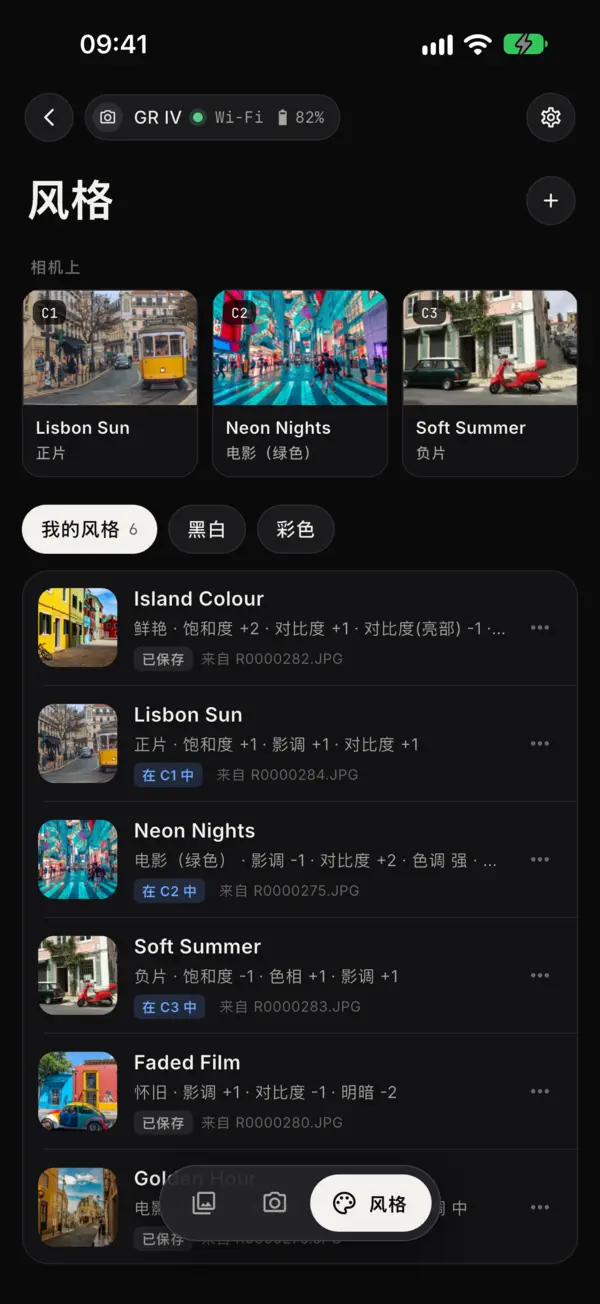 09:41
GR IV Wi-Fi 82%
风格
相机上
C1
C2
C3
Lisbon Sun
正片
Neon Nights
电影（绿色）
Soft Summer
负片
我的风格 6
黑白
彩色
Island Colour
鲜艳 · 饱和度 +2 · 对比度 +1 · 对比度(亮部) -1 ·...
已保存 来自 R0000282.JPG
Lisbon Sun
正片 · 饱和度 +1 · 影调 +1 · 对比度 +1
在 C1 中 来自 R0000284.JPG
Neon Nights
电影（绿色） · 影调 -1 · 对比度 +2 · 色调 强 · ...
在 C2 中 来自 R0000275.JPG
Soft Summer
负片 · 饱和度 -1 · 色相 +1 · 影调 +1
在 C3 中 来自 R0000283.JPG
Faded Film
怀旧 · 影调 +1 · 对比度 -1 · 明暗 -2
已保存 来自 R0000280.JPG
Golden Hour
中
已保存
风格